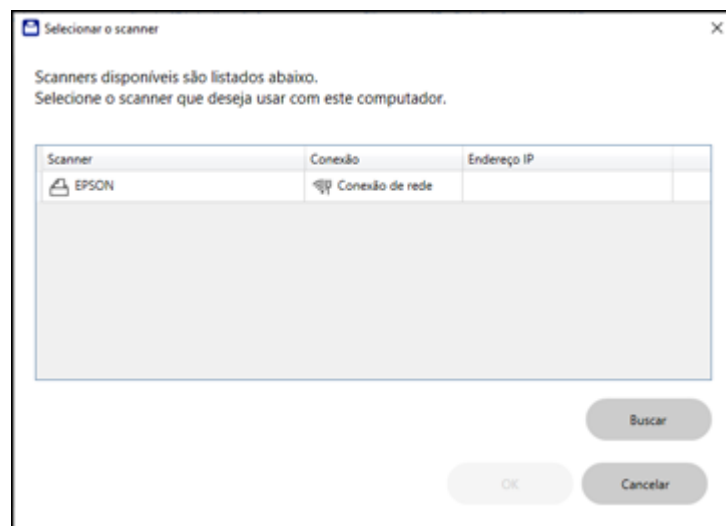 Selecionar o scanner
Scanners disponíveis são listados abaixo.
Selecione o scanner que deseja usar com este computador.
Scanner Conexão Endereço IP
EPSON Conexão de rede
Buscar
OK Cancelar